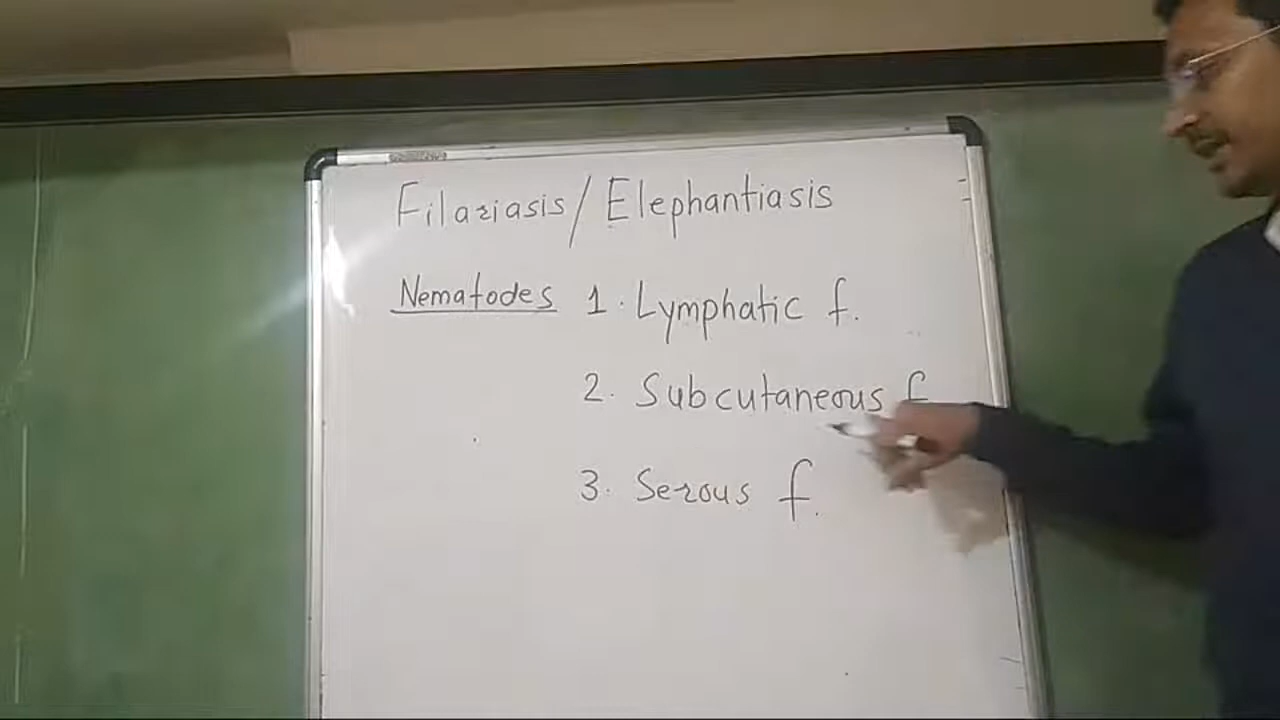 Filariasis/Elephantiasis
Nematodes 1. Lymphatic f.
2. Subcutaneous f
3. Serous f.